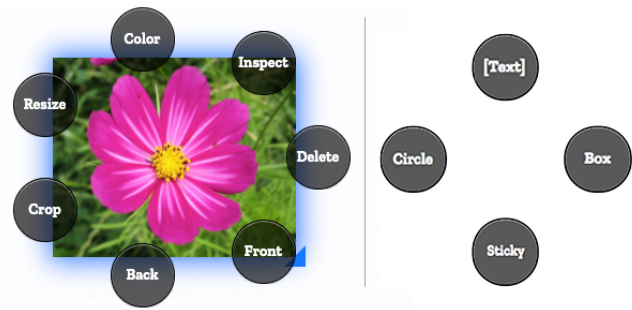 Color
Inspect
Resize
Delete
Crop
Front
Back
[Text]
Circle
Box
Sticky